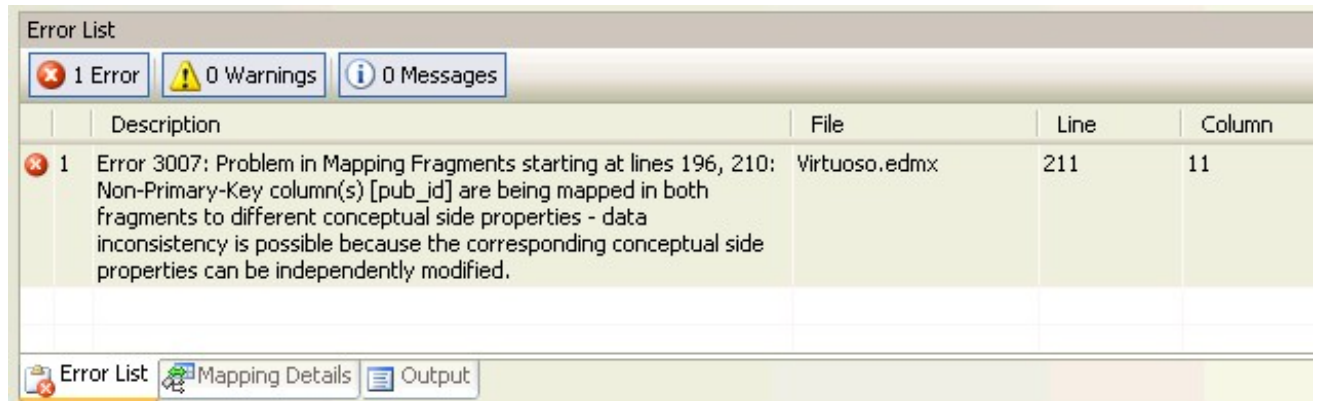 Error List
1 Error 0 Warnings 0 Messages
Description File Line Column
1 Error 3007: Problem in Mapping Fragments starting at lines 196, 210: Virtuoso.edmx 211 11
Non-Primary-Key column(s) [pub_id] are being mapped in both
fragments to different conceptual side properties - data
inconsistency is possible because the corresponding conceptual side
properties can be independently modified.
Error List Mapping Details Output